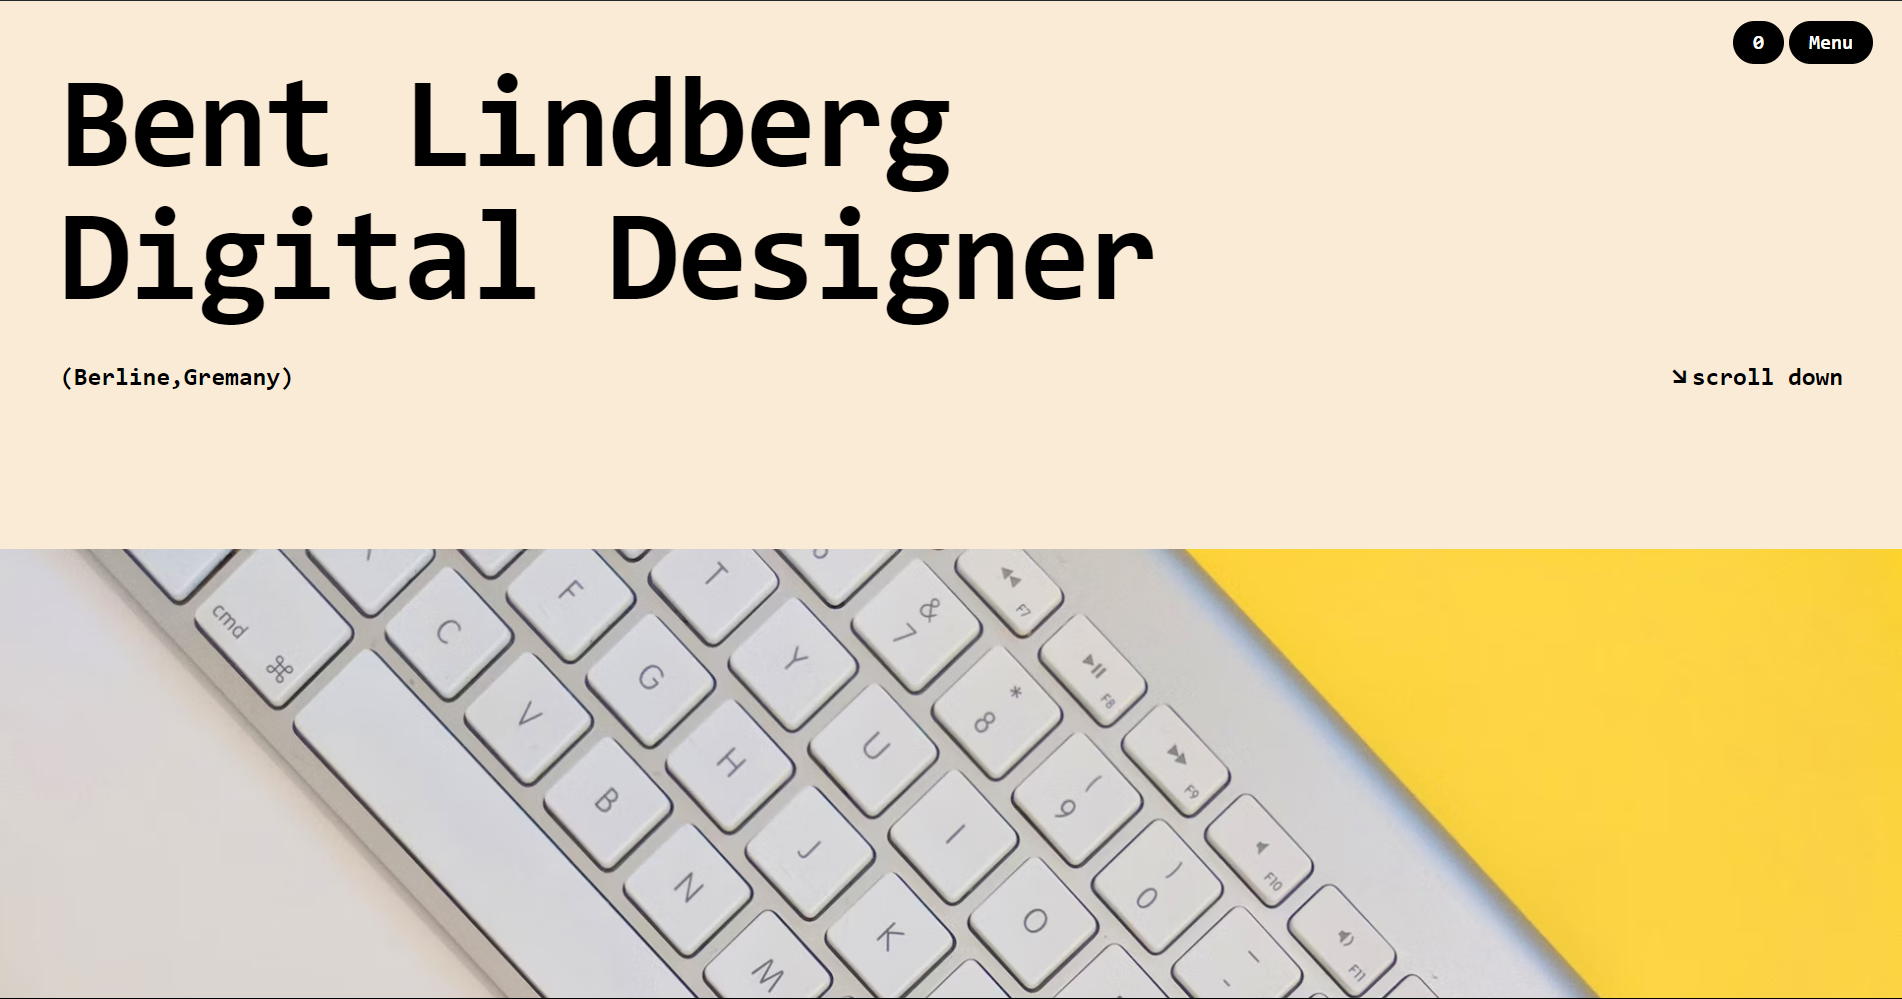 0 Menu
Bent Lindberg
Digital Designer
(Berline,Gremany)
↘scroll down
cmd
⌘
C
F
T
&
7
F7
V
G
Y
*
8
F8
B
H
U
(
9
F9
N
J
I
)
0
F10
M
K
O
F11